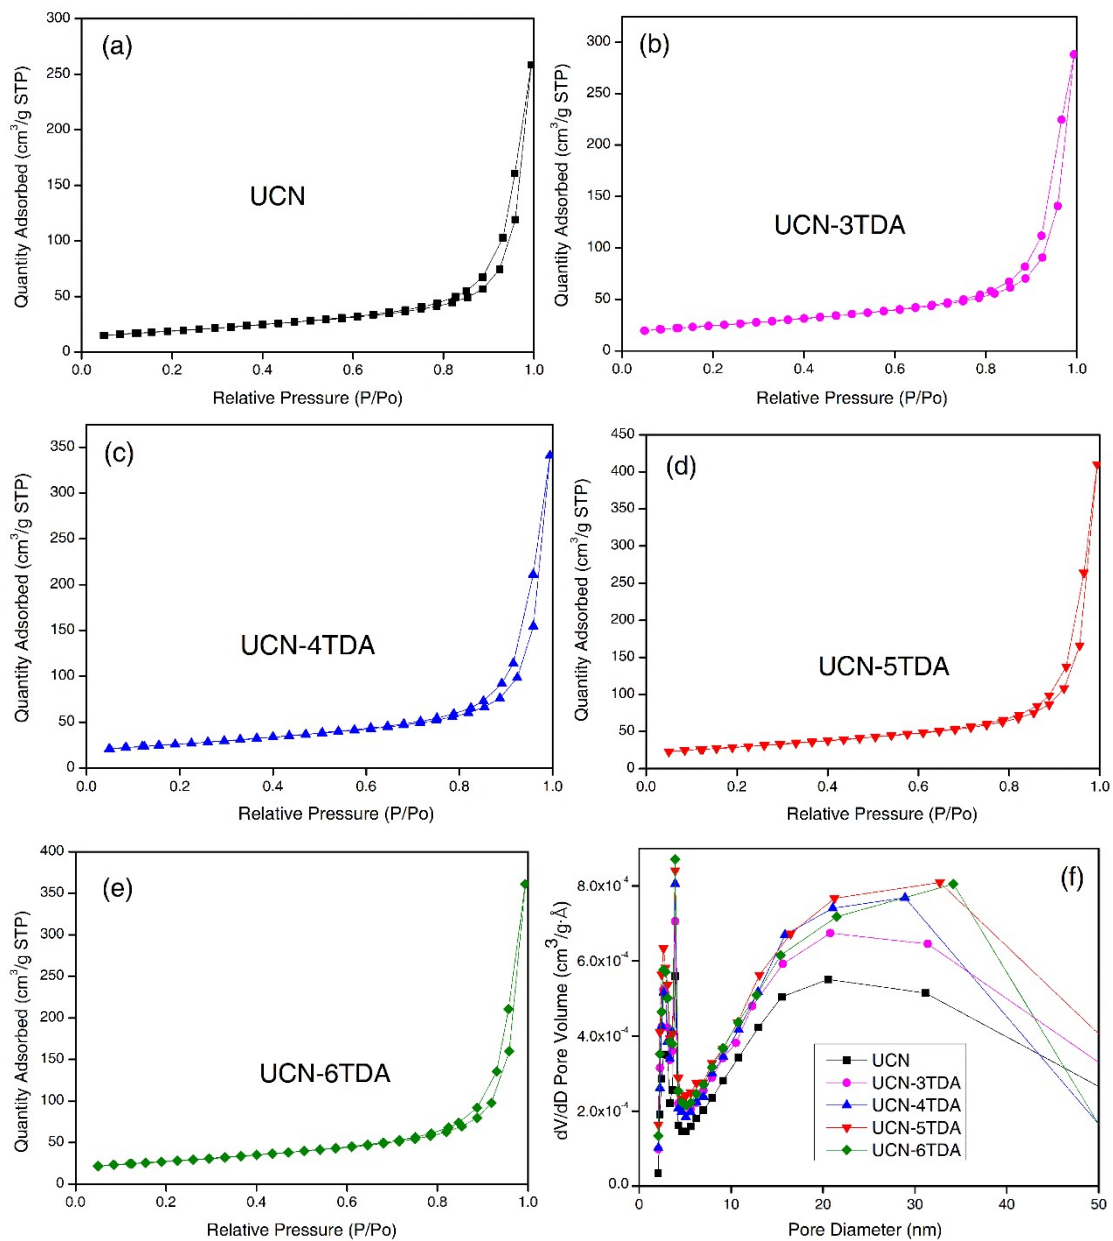 (a)
300
250
200
150
100
50
0
Quantity Adsorbed (cm³/g STP)
UCN
0.0 0.2 0.4 0.6 0.8 1.0
Relative Pressure (P/Po)
(b)
300
250
200
150
100
50
0
Quantity Adsorbed (cm³/g STP)
UCN-3TDA
0.0 0.2 0.4 0.6 0.8 1.0
Relative Pressure (P/Po)
(c)
350
300
250
200
150
100
50
0
Quantity Adsorbed (cm³/g STP)
UCN-4TDA
0.0 0.2 0.4 0.6 0.8 1.0
Relative Pressure (P/Po)
(d)
450
400
350
300
250
200
150
100
50
0
Quantity Adsorbed (cm³/g STP)
UCN-5TDA
0.0 0.2 0.4 0.6 0.8 1.0
Relative Pressure (P/Po)
(e)
400
350
300
250
200
150
100
50
0
Quantity Adsorbed (cm³/g STP)
UCN-6TDA
0.0 0.2 0.4 0.6 0.8 1.0
Relative Pressure (P/Po)
(f)
8.0x10⁻⁴
6.0x10⁻⁴
4.0x10⁻⁴
2.0x10⁻⁴
0.0
dV/dD Pore Volume (cm³/g·Å)
UCN
UCN-3TDA
UCN-4TDA
UCN-5TDA
UCN-6TDA
0 10 20 30 40 50
Pore Diameter (nm)